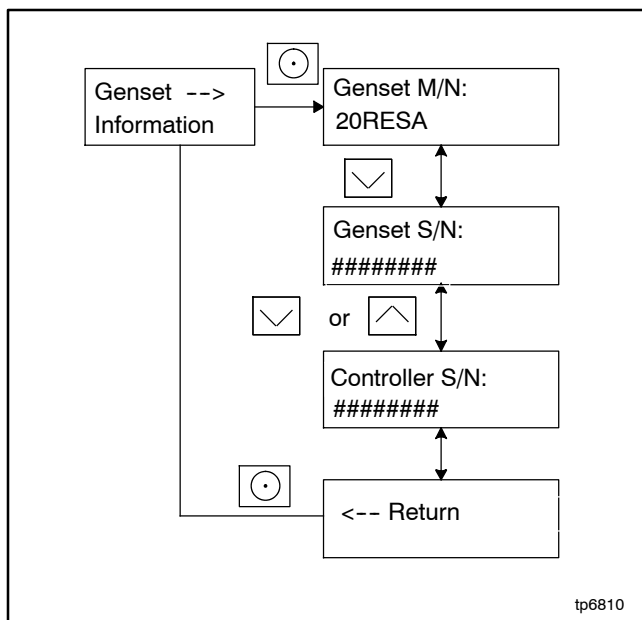 Genset -->
Information
Genset M/N:
20RESA
Genset S/N:
########
or
Controller S/N:
########
<-- Return
tp6810